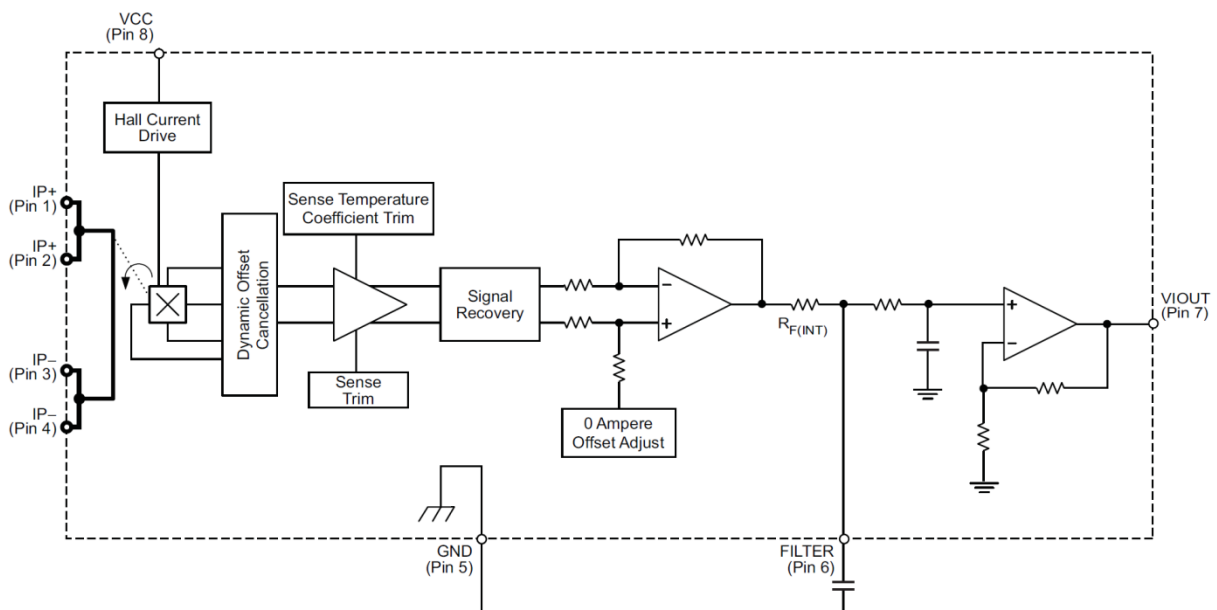 VCC
(Pin 8)
Hall Current
Drive
IP+
(Pin 1)
IP+
(Pin 2)
IP−
(Pin 3)
IP−
(Pin 4)
Dynamic Offset
Cancellation
Sense Temperature
Coefficient Trim
Sense
Trim
Signal
Recovery
0 Ampere
Offset Adjust
RF(INT)
VIOUT
(Pin 7)
GND
(Pin 5)
FILTER
(Pin 6)